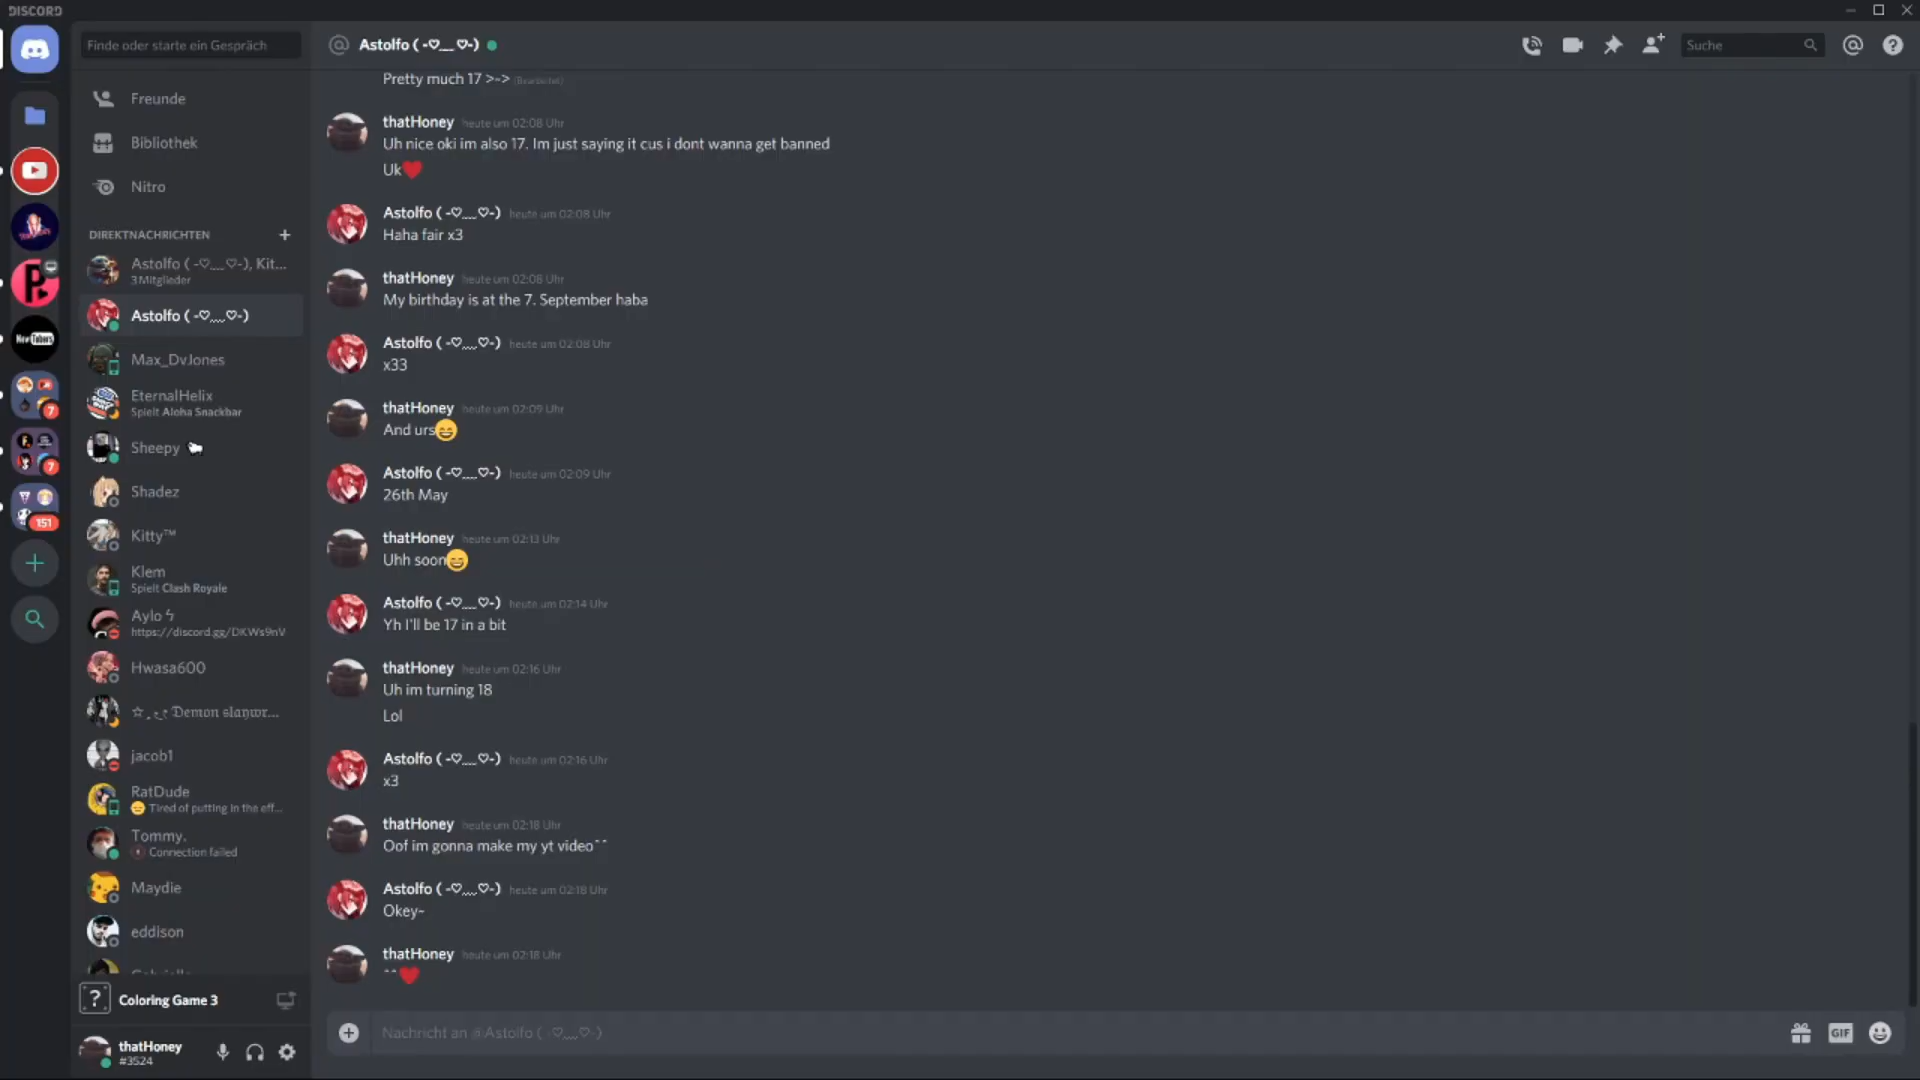 DISCORD
Finde oder starte ein Gespräch
Freunde
Bibliothek
Nitro
DIREKTNACHRICHTEN
Astolfo ( -♡﹏♡-), Kit...
3 Mitglieder
Astolfo ( -♡﹏♡-)
Max_DvJones
EternalHelix
Spielt Aloha Snackbar
Sheepy
Shadez
Kitty™
Klem
Spielt Clash Royale
Aylo ϟ
https://discord.gg/DKWs9nV
Hwasa600
𝔇𝔢𝔪𝔬𝔫 𝔰𝔩𝔞𝔶𝔴𝔯...
jacob1
RatDude
😑 Tired of putting in the eff...
Tommy.
Connection failed
Maydie
eddison
Coloring Game 3
thatHoney
#3524
Astolfo ( -♡﹏♡-)
Suche
Pretty much 17 >~> (Bearbeitet)
thatHoney heute um 02:08 Uhr
Uh nice oki im also 17. Im just saying it cus i dont wanna get banned
Uk❤️
Astolfo ( -♡﹏♡-) heute um 02:08 Uhr
Haha fair x3
thatHoney heute um 02:08 Uhr
My birthday is at the 7. September haba
Astolfo ( -♡﹏♡-) heute um 02:08 Uhr
x33
thatHoney heute um 02:09 Uhr
And urs😄
Astolfo ( -♡﹏♡-) heute um 02:09 Uhr
26th May
thatHoney heute um 02:13 Uhr
Uhh soon😄
Astolfo ( -♡﹏♡-) heute um 02:14 Uhr
Yh I'll be 17 in a bit
thatHoney heute um 02:16 Uhr
Uh im turning 18
Lol
Astolfo ( -♡﹏♡-) heute um 02:16 Uhr
x3
thatHoney heute um 02:18 Uhr
Oof im gonna make my yt video^^
Astolfo ( -♡﹏♡-) heute um 02:18 Uhr
Okey~
thatHoney heute um 02:18 Uhr
^^❤️
Nachricht an @Astolfo ( -♡﹏♡-)
GIF
New Tubers
7
7
151